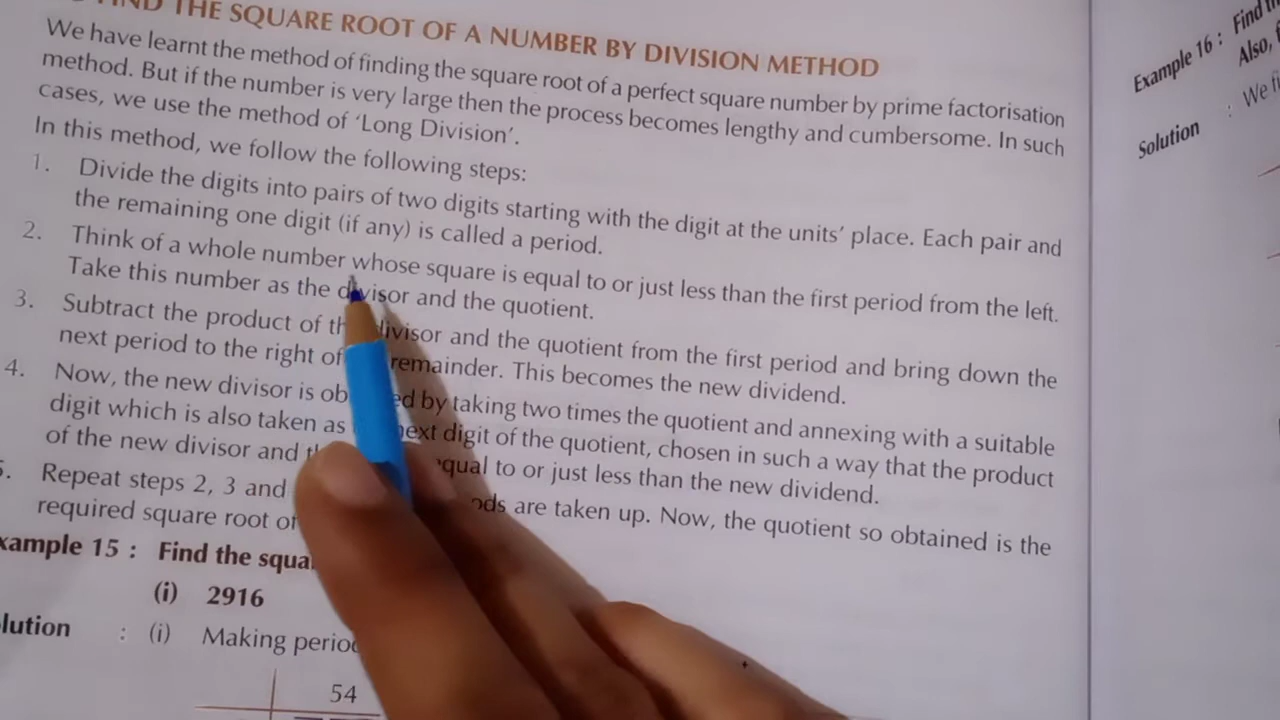 THE SQUARE ROOT OF A NUMBER BY DIVISION METHOD
We have learnt the method of finding the square root of a perfect square number by prime factorisation
method. But if the number is very large then the process becomes lengthy and cumbersome. In such
cases, we use the method of 'Long Division'.
In this method, we follow the following steps:
1. Divide the digits into pairs of two digits starting with the digit at the units' place. Each pair and
the remaining one digit (if any) is called a period.
2. Think of a whole number whose square is equal to or just less than the first period from the left.
Take this number as the divisor and the quotient.
3. Subtract the product of divisor and the quotient from the first period and bring down the
next period to the right of remainder. This becomes the new dividend.
4. Now, the new divisor is by taking two times the quotient and annexing with a suitable
digit which is also taken as next digit of the quotient, chosen in such a way that the product
of the new divisor and equal to or just less than the new dividend.
Repeat steps 2, 3 and are taken up. Now, the quotient so obtained is the
required square root of
15 : Find the
(i) 2916
: (i) Making
54
Example 16 : Find
Also,
Solution : We